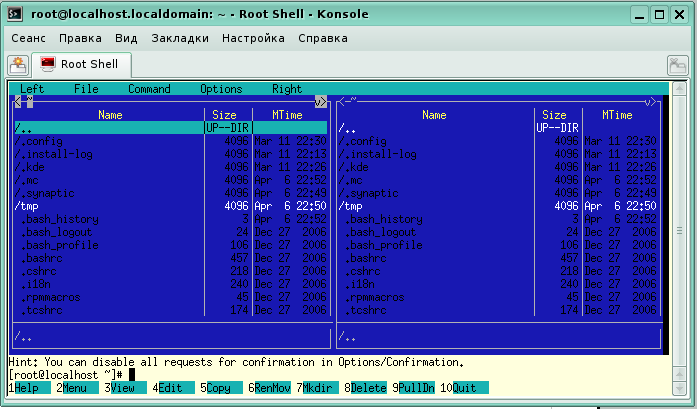 root@localhost.localdomain: ~ - Root Shell - Konsole
Сеанс Правка Вид Закладки Настройка Справка
Root Shell
Left File Command Options Right
<-~ v> <-~ v>
Name Size MTime Name Size MTime
/.. UP--DIR /.. UP--DIR
/.config 4096 Mar 11 22:30 /.config 4096 Mar 11 22:30
/.install-log 4096 Mar 11 22:13 /.install-log 4096 Mar 11 22:13
/.kde 4096 Mar 11 22:26 /.kde 4096 Mar 11 22:26
/.mc 4096 Apr 6 22:52 /.mc 4096 Apr 6 22:52
/.synaptic 4096 Apr 6 22:49 /.synaptic 4096 Apr 6 22:49
/tmp 4096 Apr 6 22:50 /tmp 4096 Apr 6 22:50
.bash_history 3 Apr 6 22:52 .bash_history 3 Apr 6 22:52
.bash_logout 24 Dec 27 2006 .bash_logout 24 Dec 27 2006
.bash_profile 106 Dec 27 2006 .bash_profile 106 Dec 27 2006
.bashrc 457 Dec 27 2006 .bashrc 457 Dec 27 2006
.cshrc 218 Dec 27 2006 .cshrc 218 Dec 27 2006
.i18n 240 Dec 27 2006 .i18n 240 Dec 27 2006
.rpmmacros 45 Dec 27 2006 .rpmmacros 45 Dec 27 2006
.tcshrc 174 Dec 27 2006 .tcshrc 174 Dec 27 2006
/.. /..
Hint: You can disable all requests for confirmation in Options/Confirmation.
[root@localhost ~]#
1Help 2Menu 3View 4Edit 5Copy 6RenMov 7Mkdir 8Delete 9PullDn 10Quit